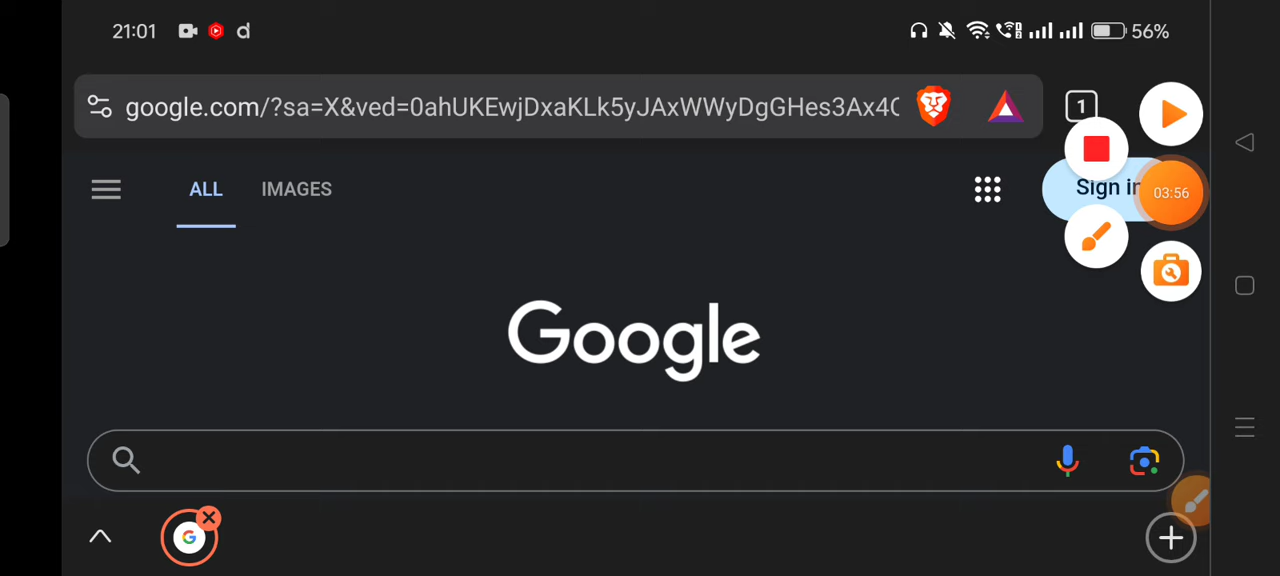 21:01 d 56%
google.com/?sa=X&ved=0ahUKEwjDxaKLk5yJAxWWyDgGHes3Ax4C 1
ALL IMAGES Sign in 03:56
Google
G